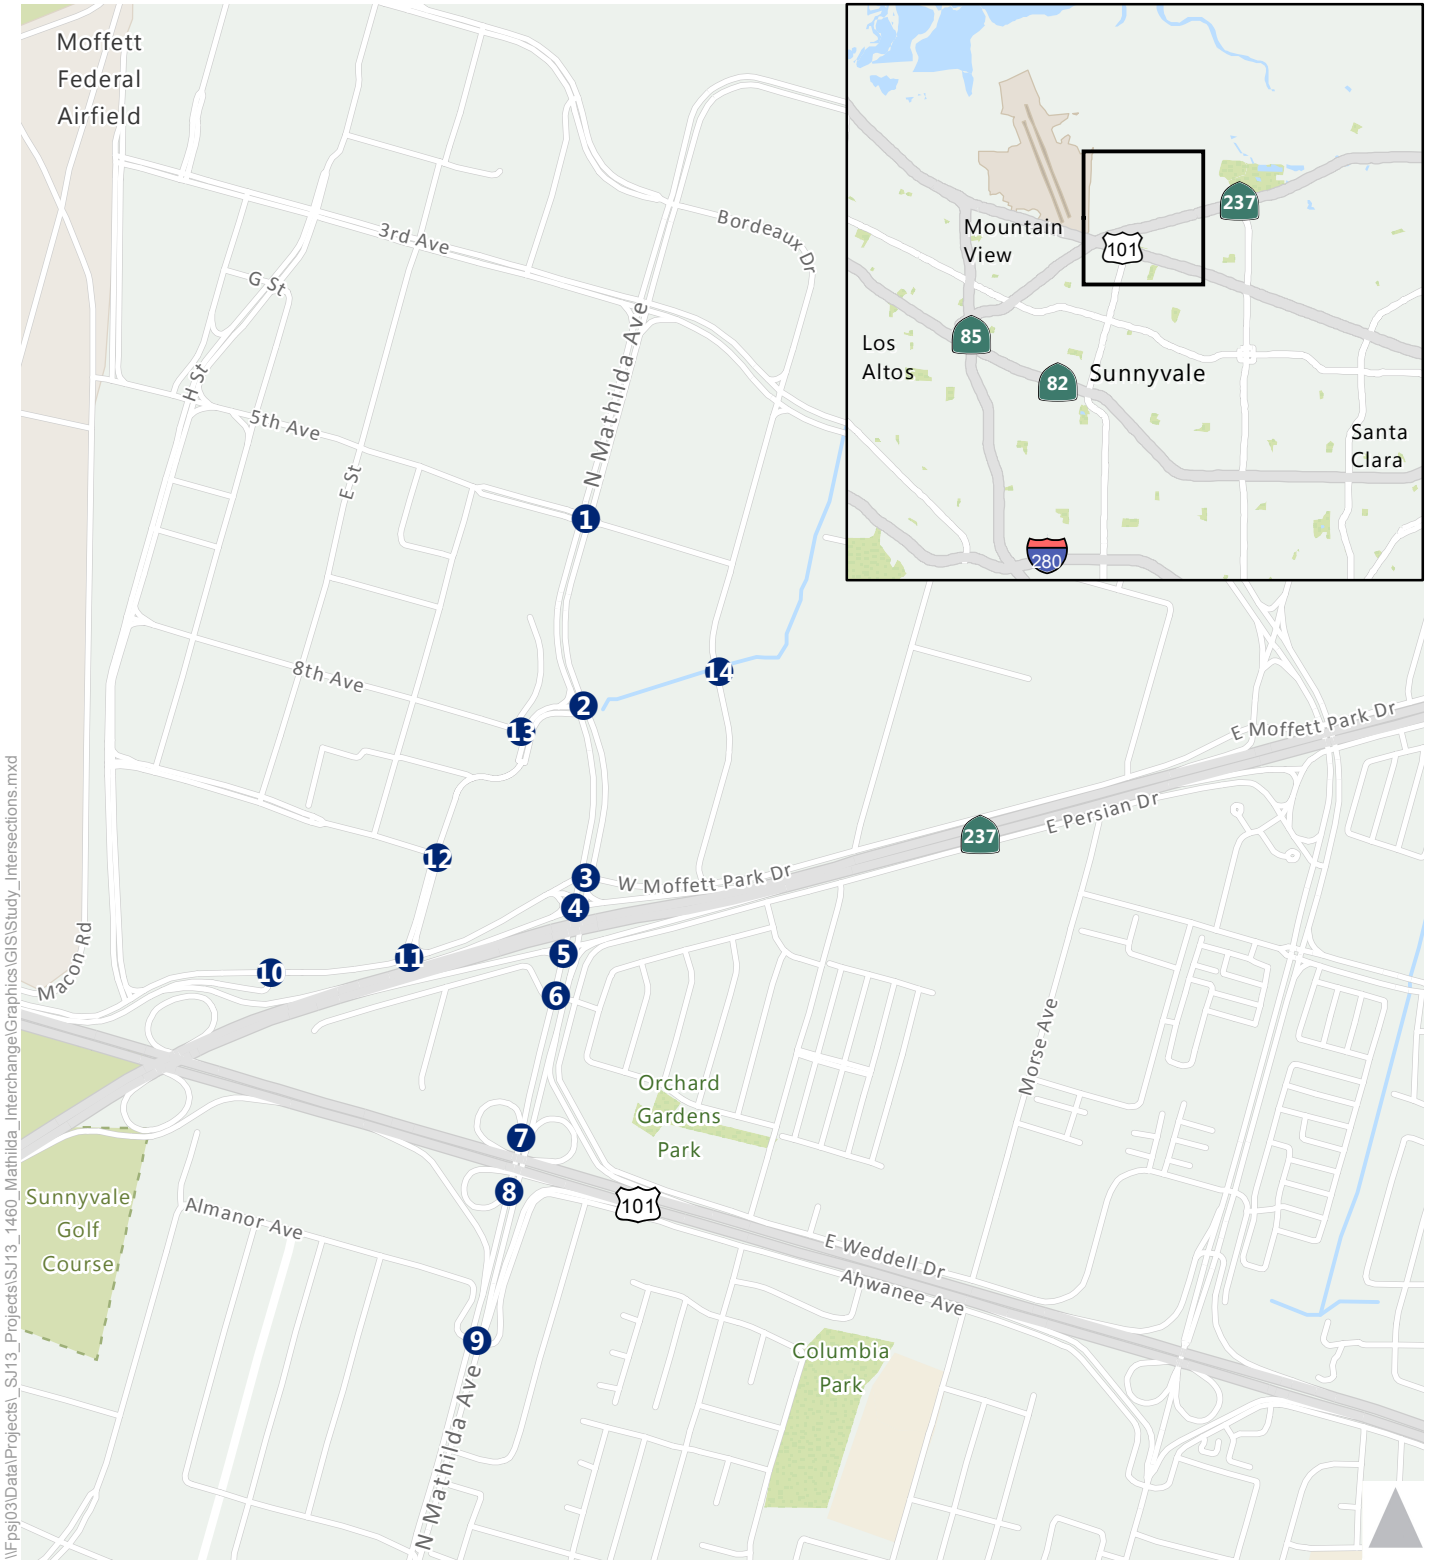 Moffett
Federal
Airfield
3rd Ave
Bordeaux Dr
G St
N Mathilda Ave
H St
5th Ave
E St
1
14
8th Ave
2
13
12
3
W Moffett Park Dr
4
5
11
10
6
Macon Rd
E Moffett Park Dr
E Persian Dr
237
Morse Ave
Orchard
Gardens
Park
7
8
101
Sunnyvale
Golf
Course
Almanor Ave
E Weddell Dr
Ahwanee Ave
9
Columbia
Park
N Mathilda Ave
237
Mountain
View
101
Los
Altos
85
82
Sunnyvale
Santa
Clara
280
\\Fpsj03\Data\Projects\_SJ13_Projects\SJ13_1460_Mathilda_Interchange\Graphics\GIS\Study_Intersections.mxd